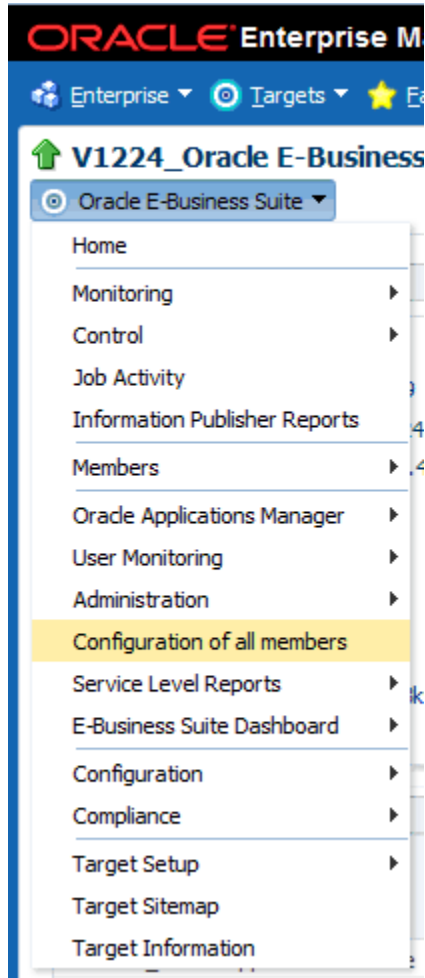 ORACLE Enterprise Ma
Enterprise Targets Fa
V1224_Oracle E-Business
Oracle E-Business Suite
Home
Monitoring
Control
Job Activity
Information Publisher Reports
Members
Oracle Applications Manager
User Monitoring
Administration
Configuration of all members
Service Level Reports
E-Business Suite Dashboard
Configuration
Compliance
Target Setup
Target Sitemap
Target Information